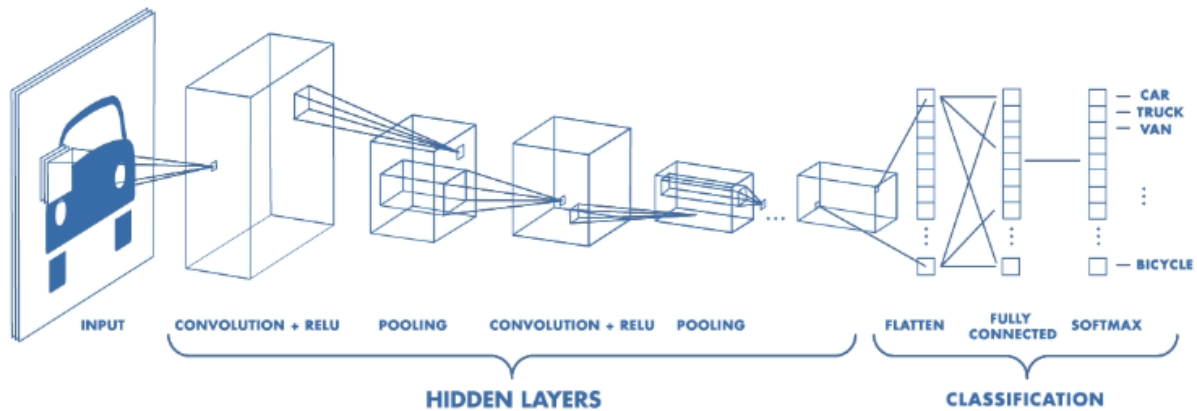 CAR
TRUCK
VAN
BICYCLE
INPUT
CONVOLUTION + RELU
POOLING
CONVOLUTION + RELU
POOLING
FLATTEN
FULLY
CONNECTED
SOFTMAX
HIDDEN LAYERS
CLASSIFICATION